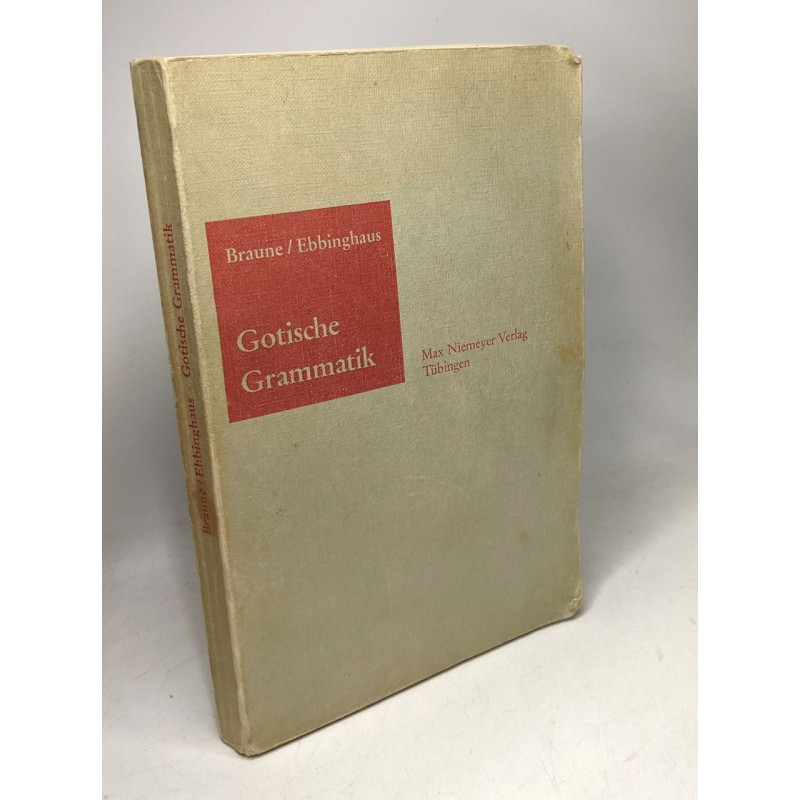 Braune / Ebbinghaus
Gotische
Grammatik
Max Niemeyer Verlag
Tübingen
Braune / Ebbinghaus Gotische Grammatik